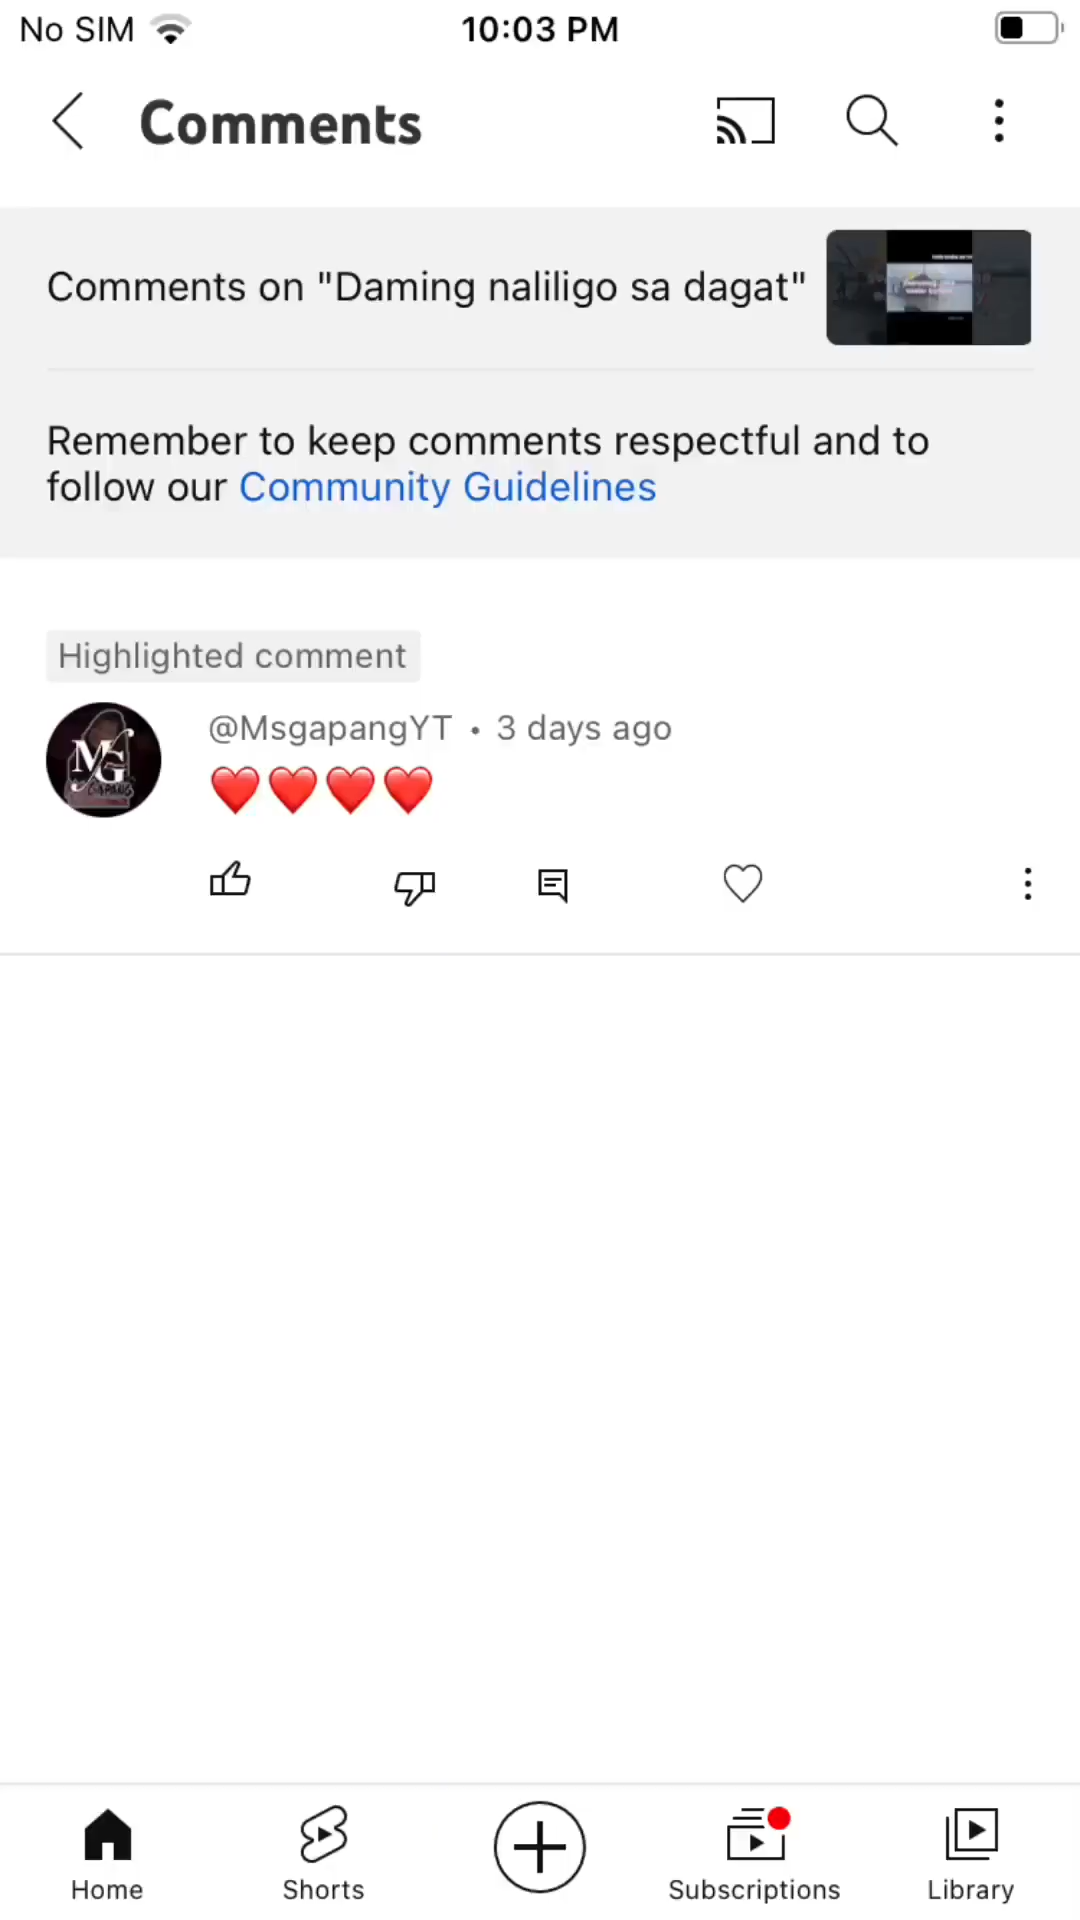 No SIM
10:03 PM
Comments
Comments on "Daming naliligo sa dagat"
Remember to keep comments respectful and to
follow our Community Guidelines
Highlighted comment
@MsgapangYT • 3 days ago
❤️❤️❤️❤️
MG
Home
Shorts
Subscriptions
Library